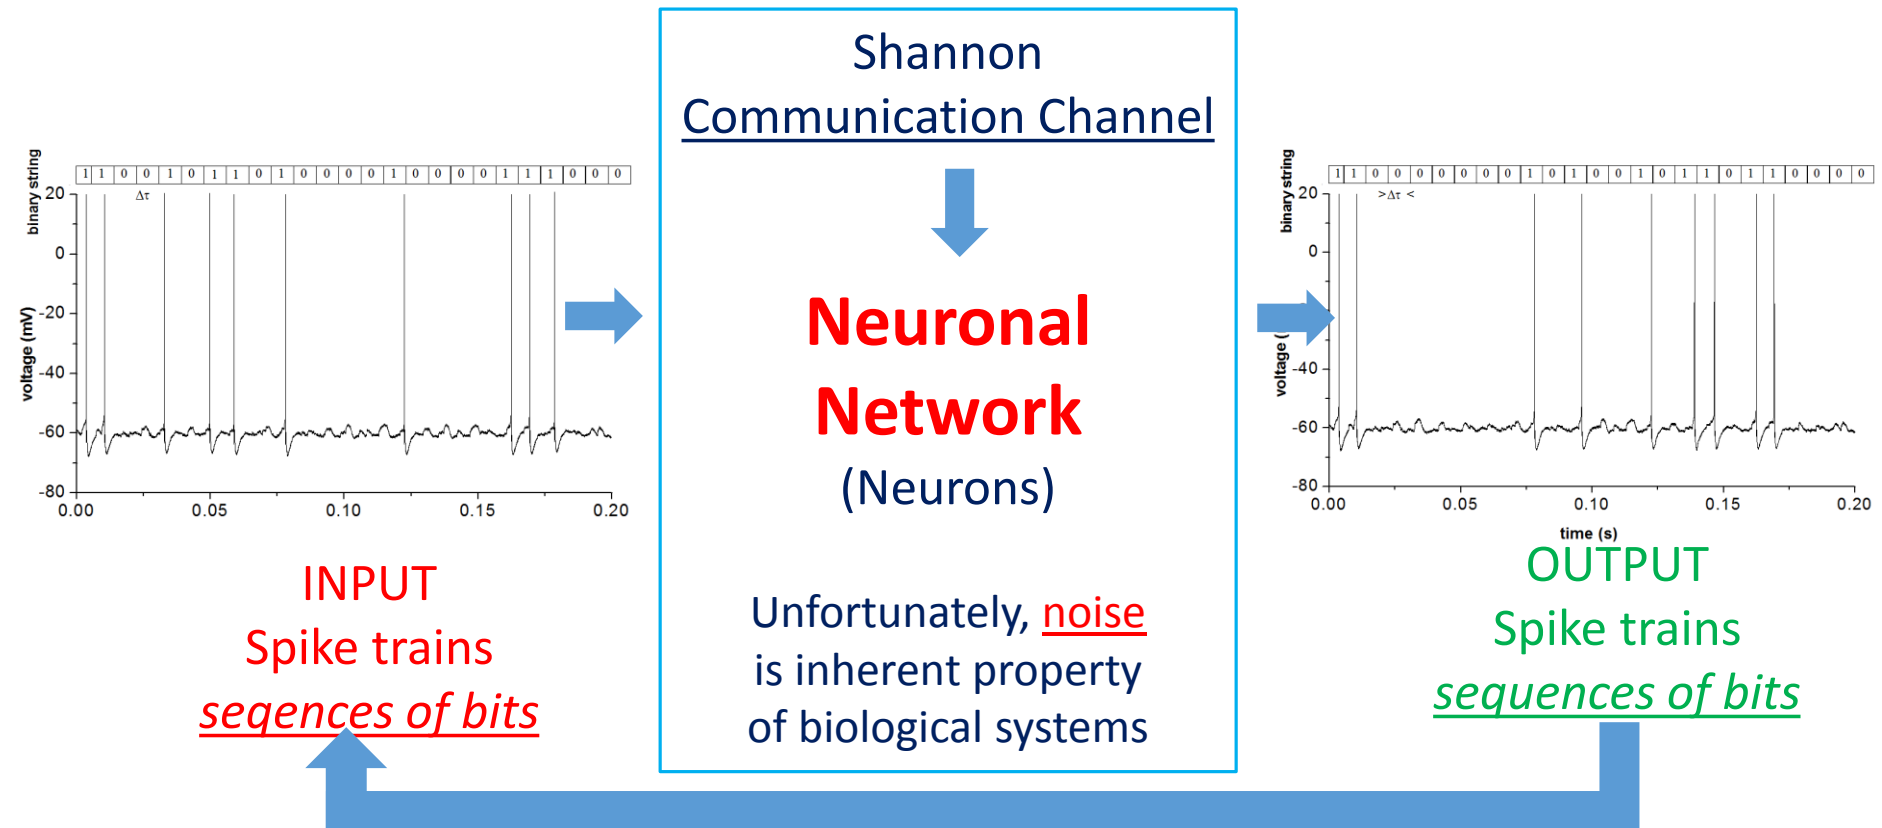 Shannon
Communication Channel
Neuronal
Network
(Neurons)
Unfortunately, noise
is inherent property
of biological systems
binary string
1 1 0 0 1 0 1 1 0 1 0 0 0 0 1 0 0 0 0 1 1 1 0 0 0
Δτ
20
0
-20
-40
-60
-80
voltage (mV)
0.00 0.05 0.10 0.15 0.20
INPUT
Spike trains
seqences of bits
binary string
1 1 0 0 0 0 0 0 0 1 0 1 0 0 1 0 1 1 0 1 1 0 0 0 0
>Δτ <
20
0
-40
-60
-80
voltage (
0.00 0.05 0.10 0.15 0.20
time (s)
OUTPUT
Spike trains
sequences of bits